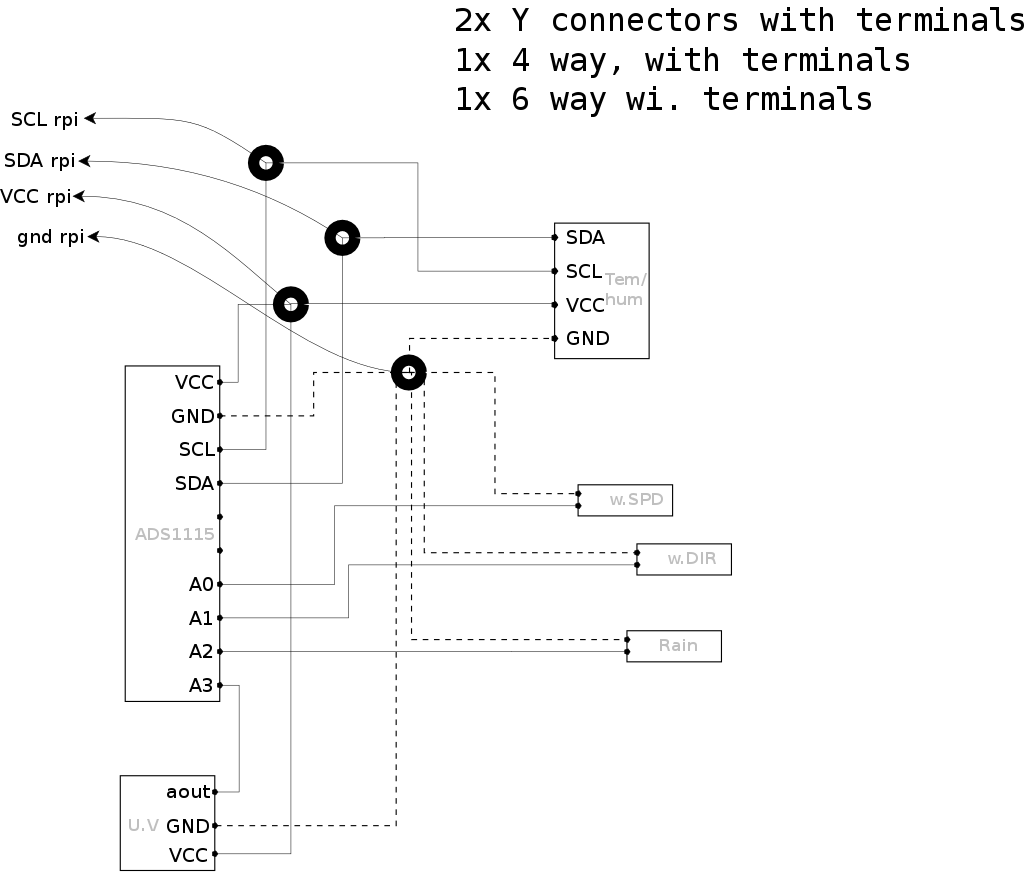 2x Y connectors with terminals
1x 4 way, with terminals
1x 6 way wi. terminals
SCL rpi
SDA rpi
VCC rpi
gnd rpi
SDA
SCL
VCC
GND
Tem/
hum
VCC
GND
SCL
SDA
ADS1115
A0
A1
A2
A3
w.SPD
w.DIR
Rain
aout
U.V
GND
VCC